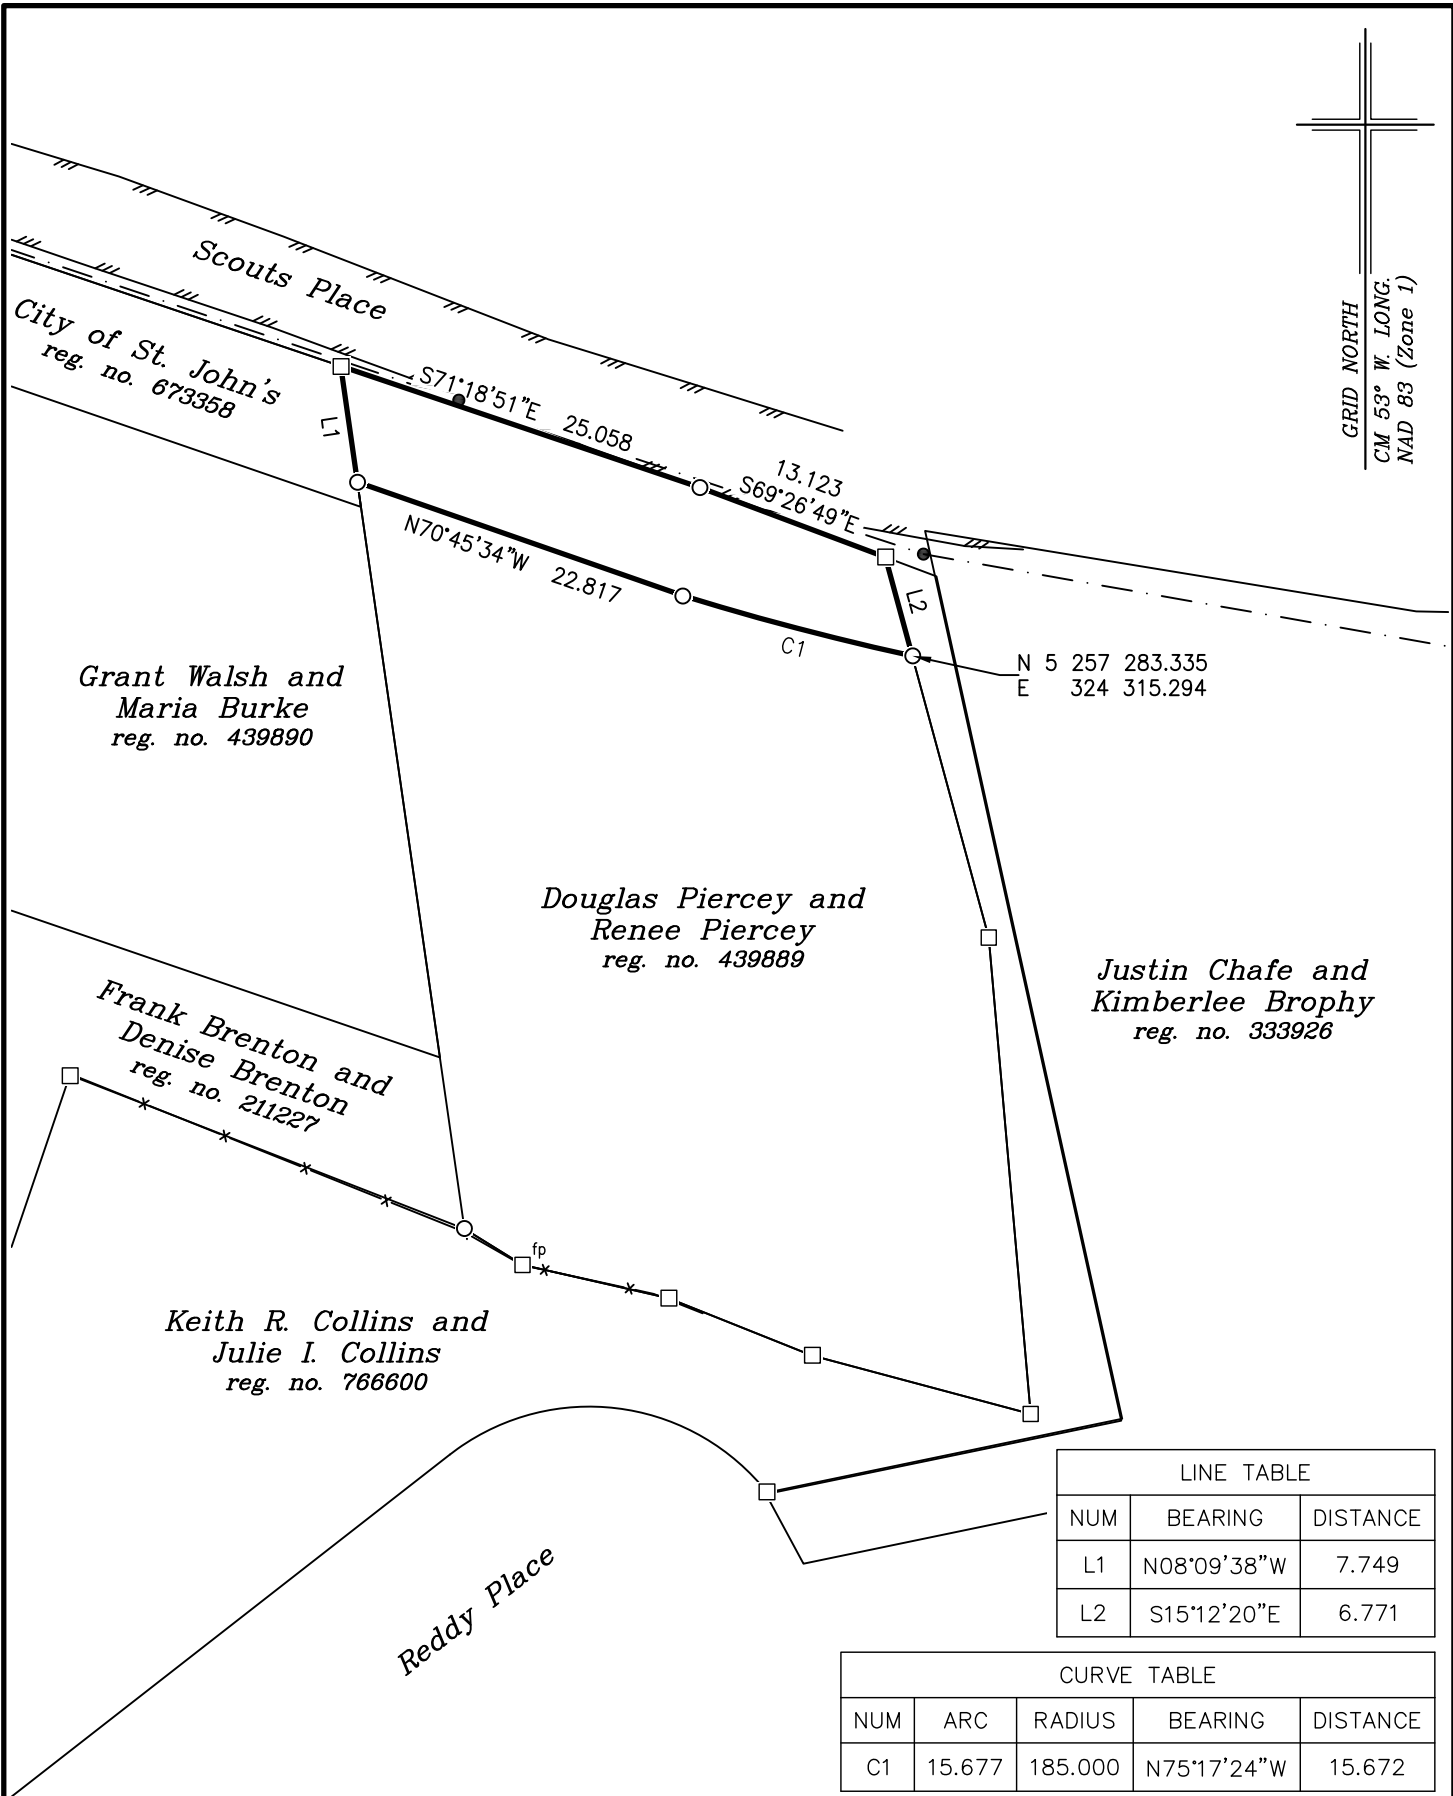 GRID NORTH
CM 53° W. LONG.
NAD 83 (Zone 1)
Scouts Place
City of St. John's
reg. no. 673358
L1
S71°18'51"E 25.058
13.123
S69°26'49"E
N70°45'34"W 22.817
L2
C1
N 5 257 283.335
E 324 315.294
Grant Walsh and
Maria Burke
reg. no. 439890
Douglas Piercey and
Renee Piercey
reg. no. 439889
Justin Chafe and
Kimberlee Brophy
reg. no. 333926
Frank Brenton and
Denise Brenton
reg. no. 211227
fp
Keith R. Collins and
Julie I. Collins
reg. no. 766600
Reddy Place
LINE TABLE
NUM BEARING DISTANCE
L1 N08°09'38"W 7.749
L2 S15°12'20"E 6.771
CURVE TABLE
NUM ARC RADIUS BEARING DISTANCE
C1 15.677 185.000 N75°17'24"W 15.672